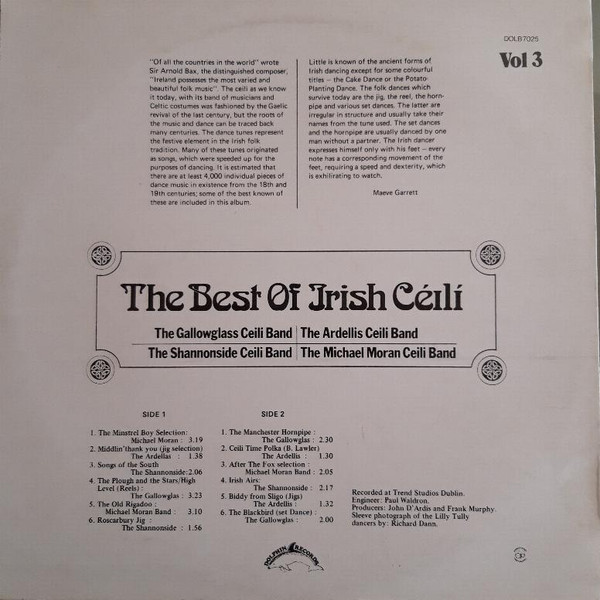 DOLB7025
Vol 3
"Of all the countries in the world" wrote
Sir Arnold Bax, the distinguished composer,
"Ireland possesses the most varied and
beautiful folk music". The ceili as we know
it today, with its band of musicians and
Celtic costumes was fashioned by the Gaelic
revival of the last century, but the roots of
the music and dance can be traced back
many centuries. The dance tunes represent
the festive element in the Irish folk
tradition. Many of these tunes originated
as songs, which were speeded up for the
purposes of dancing. It is estimated that
there are at least 4,000 individual pieces of
dance music in existence from the 18th and
19th centuries; some of the best known of
these are included in this album.
Little is known of the ancient forms of
Irish dancing except for some colourful
titles – the Cake Dance or the Potato-
Planting Dance. The folk dances which
survive today are the jig, the reel, the horn-
pipe and various set dances. The latter are
irregular in structure and usually take their
names from the tune used. The set dances
and the hornpipe are usually danced by one
man without a partner. The Irish dancer
expresses himself only with his feet – every
note has a corresponding movement of the
feet, requiring a speed and dexterity, which
is exhilirating to watch.
Maeve Garrett
The Best Of Irish Céilí
The Gallowglass Ceili Band The Ardellis Ceili Band
The Shannonside Ceili Band The Michael Moran Ceili Band
SIDE 1
1. The Minstrel Boy Selection:
Michael Moran : 3.19
2. Middlin'thank you (jig selection)
The Ardellas : 1.38
3. Songs of the South
The Shannonside:2.06
4. The Plough and the Stars/High
Level (Reels) :
The Gallowglas : 3.23
5. The Old Rigadoo :
Michael Moran Band : 3.10
6. Roscarbury Jig :
The Shannonside : 1.56
SIDE 2
1. The Manchester Hornpipe :
The Gallowglas : 2.30
2. Ceili Time Polka (B. Lawler)
The Ardellis : 1.30
3. After The Fox selection :
Michael Moran Band : 2.05
4. Irish Airs:
The Shannonside : 2.17
5. Biddy from Sligo (Jigs)
The Ardellis : 1.32
6. The Blackbird (set Dance) :
The Gallowglas : 2.00
Recorded at Trend Studios Dublin.
Engineer: Paul Waldron.
Producers: John D'Ardis and Frank Murphy.
Sleeve photograph of the Lilly Tully
dancers by: Richard Dann.
DOLPHIN RECORDS